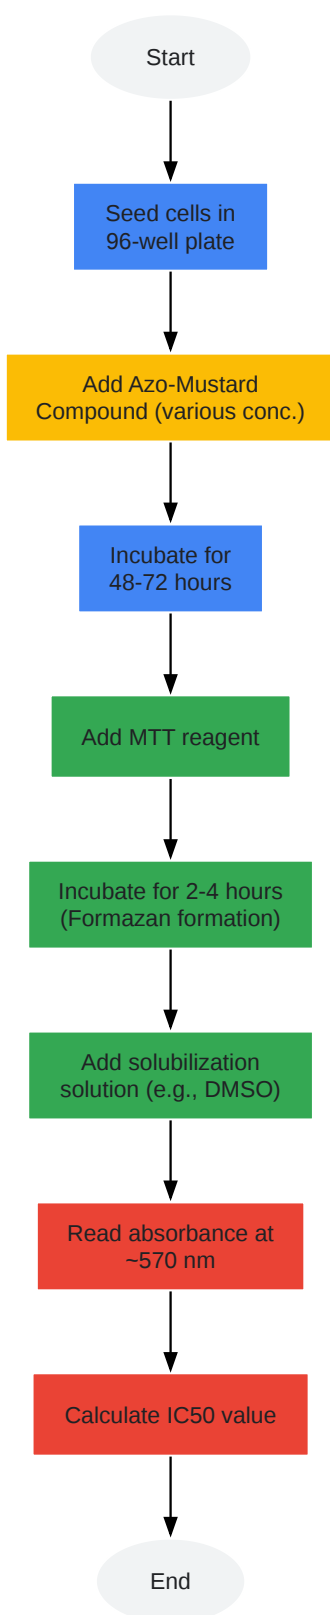 Start
Seed cells in
96-well plate
Add Azo-Mustard
Compound (various conc.)
Incubate for
48-72 hours
Add MTT reagent
Incubate for 2-4 hours
(Formazan formation)
Add solubilization
solution (e.g., DMSO)
Read absorbance at
~570 nm
Calculate IC50 value
End